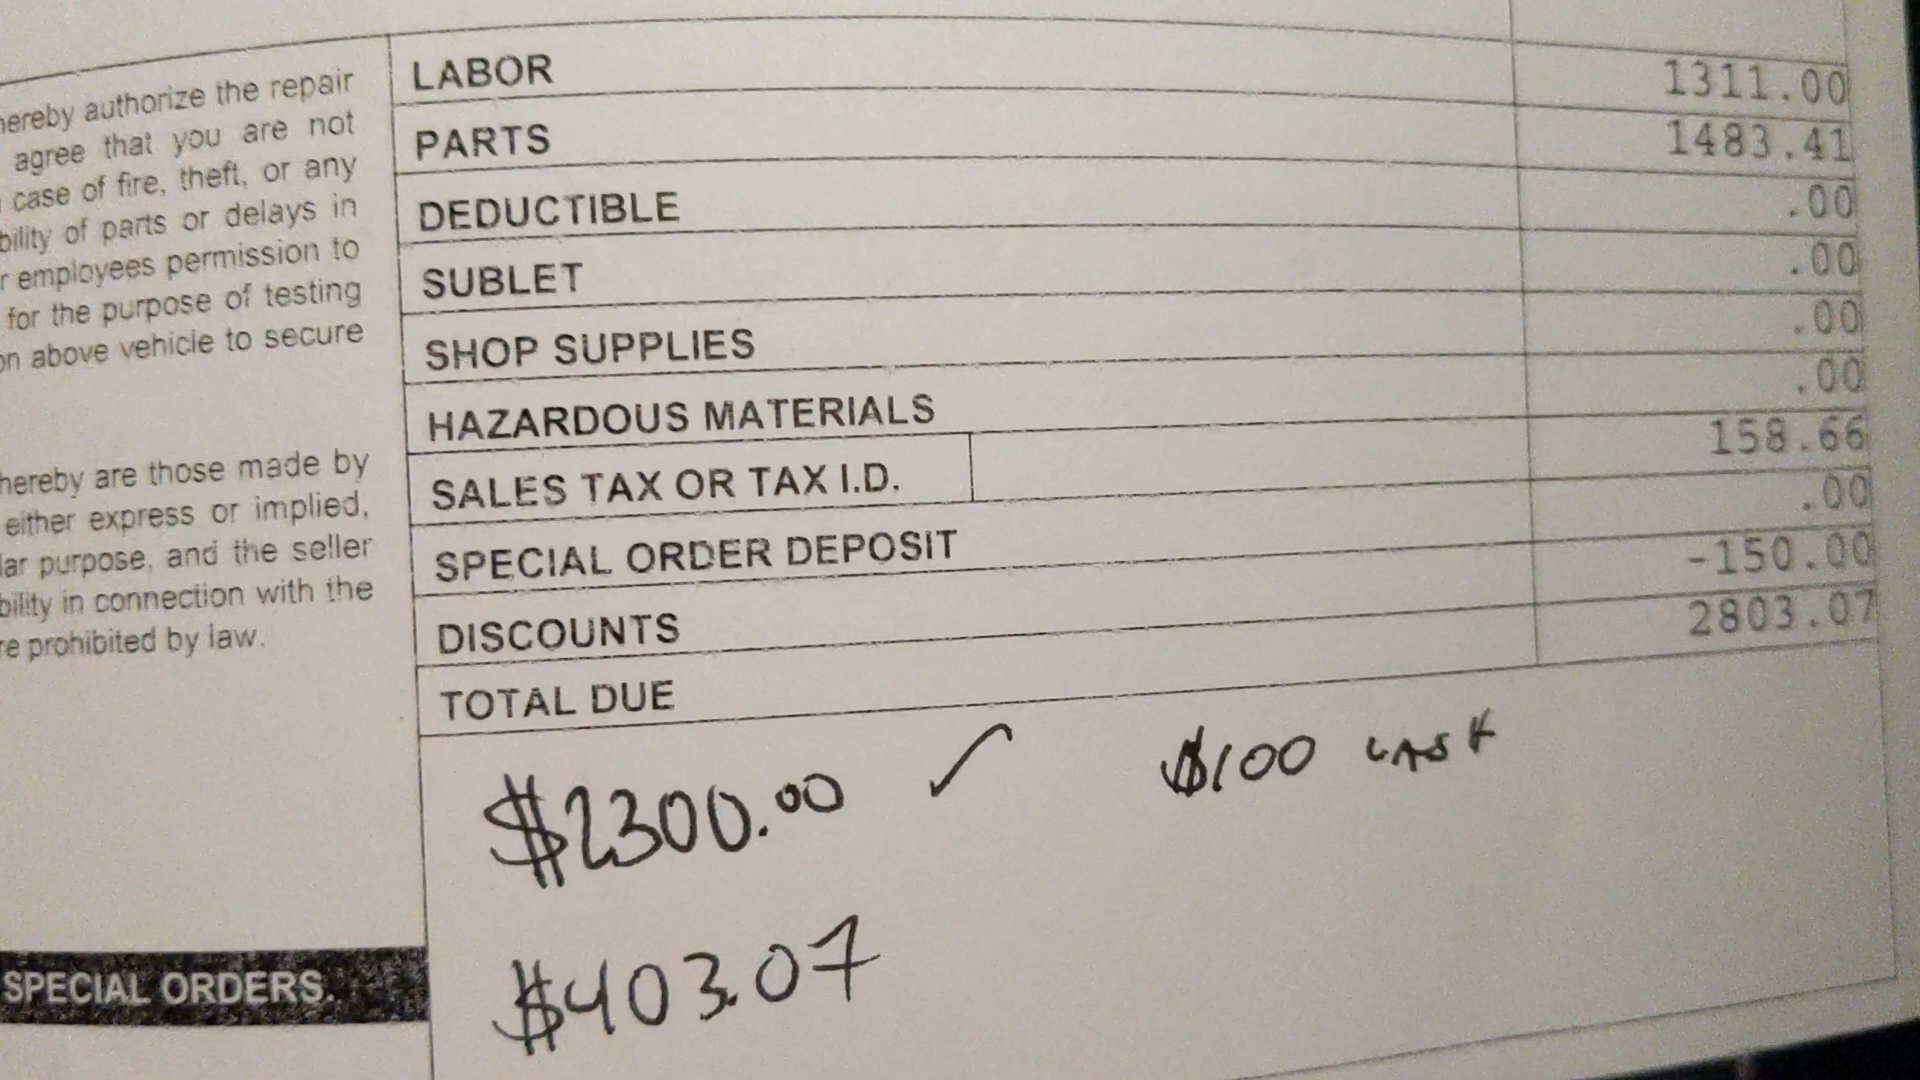 hereby authorize the repair
agree that you are not
case of fire, theft, or any
bility of parts or delays in
r employees permission to
for the purpose of testing
on above vehicle to secure
hereby are those made by
either express or implied,
lar purpose, and the seller
bility in connection with the
re prohibited by law.
SPECIAL ORDERS.
LABOR 1311.00
PARTS 1483.41
DEDUCTIBLE .00
SUBLET .00
SHOP SUPPLIES .00
HAZARDOUS MATERIALS .00
SALES TAX OR TAX I.D. 158.66
SPECIAL ORDER DEPOSIT .00
DISCOUNTS -150.00
TOTAL DUE 2803.07
$2300.00 ✓ $100 CASH
$403.07